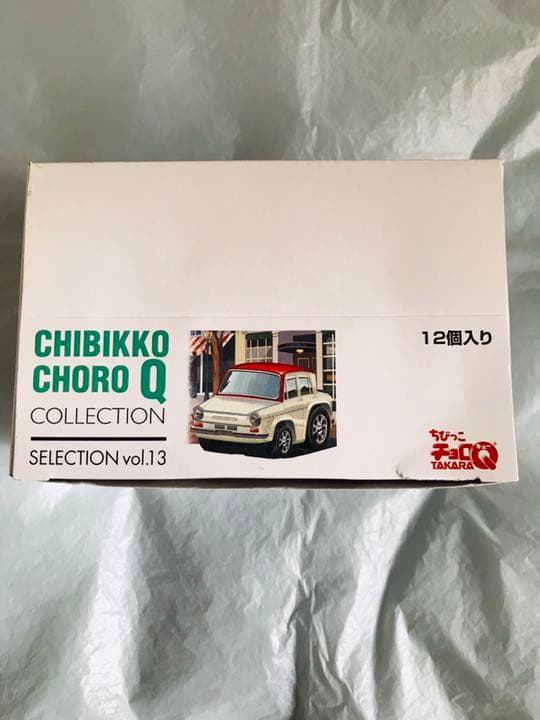 CHIBIKKO
CHORO Q
COLLECTION
SELECTION vol.13
12個入り
ちびっこ
チョロQ
TAKARA